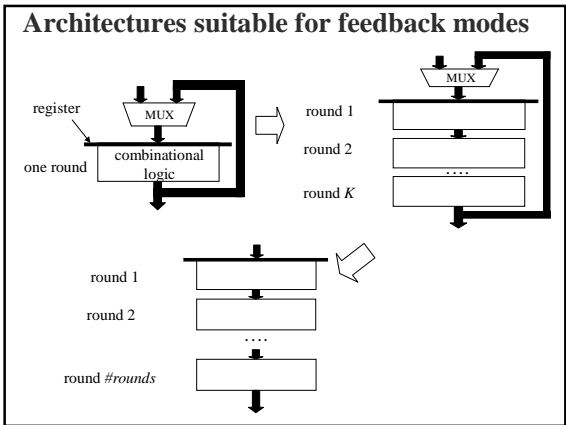 Architectures suitable for feedback modes
MUX
register
one round
combinational
logic
MUX
round 1
round 2
....
round K
round 1
round 2
....
round #rounds